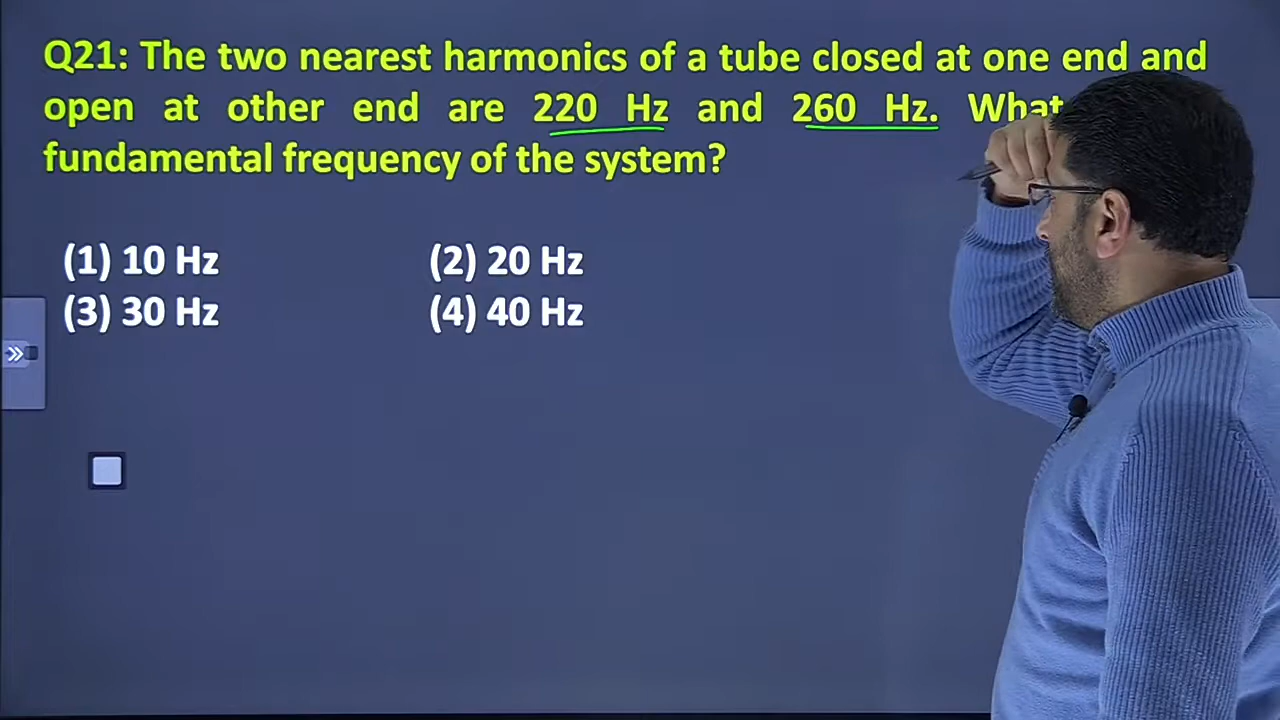 Q21: The two nearest harmonics of a tube closed at one end and
open at other end are 220 Hz and 260 Hz. What
fundamental frequency of the system?
(1) 10 Hz (2) 20 Hz
(3) 30 Hz (4) 40 Hz